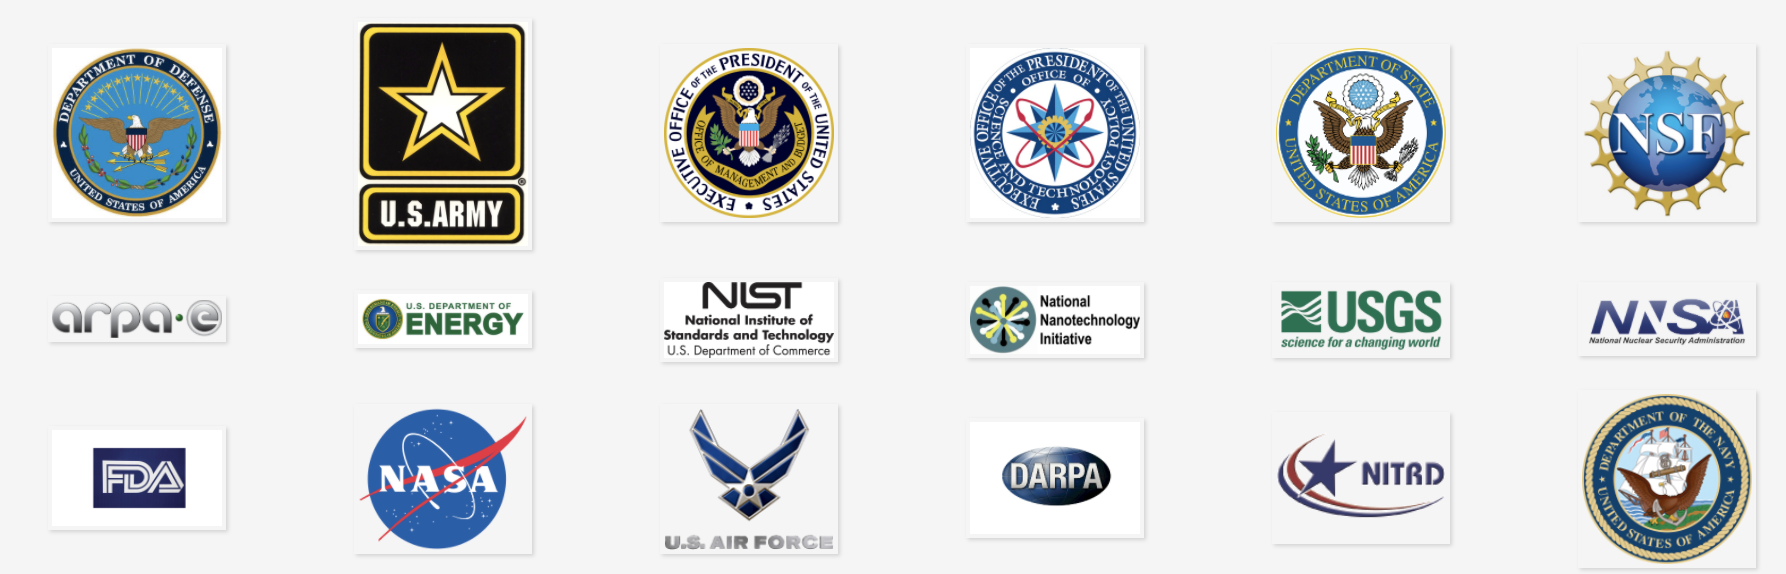 DEPARTMENT OF DEFENSE
UNITED STATES OF AMERICA
U.S.ARMY
®
EXECUTIVE OFFICE OF THE PRESIDENT OF THE UNITED STATES
OFFICE OF MANAGEMENT AND BUDGET
EXECUTIVE OFFICE OF THE PRESIDENT OF THE UNITED STATES
OFFICE OF
SCIENCE AND TECHNOLOGY POLICY
DEPARTMENT OF STATE
UNITED STATES OF AMERICA
NSF
arpa·e
U.S. DEPARTMENT OF
ENERGY
NIST
National Institute of
Standards and Technology
U.S. Department of Commerce
National
Nanotechnology
Initiative
USGS
science for a changing world
NNSA
National Nuclear Security Administration
FDA
NASA
U.S. AIR FORCE
DARPA
NITRD
DEPARTMENT OF THE NAVY
UNITED STATES OF AMERICA